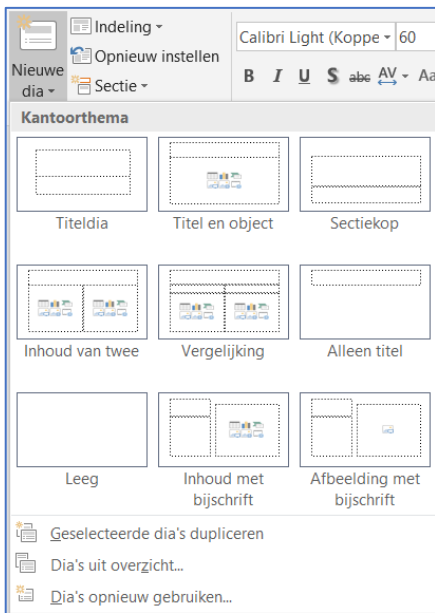 Nieuwe
dia
Indeling
Opnieuw instellen
Sectie
Calibri Light (Koppe 60
B I U S abc AV Aa
Kantoorthema
Titeldia
Titel en object
Sectiekop
Inhoud van twee
Vergelijking
Alleen titel
Leeg
Inhoud met
bijschrift
Afbeelding met
bijschrift
Geselecteerde dia's dupliceren
Dia's uit overzicht...
Dia's opnieuw gebruiken...